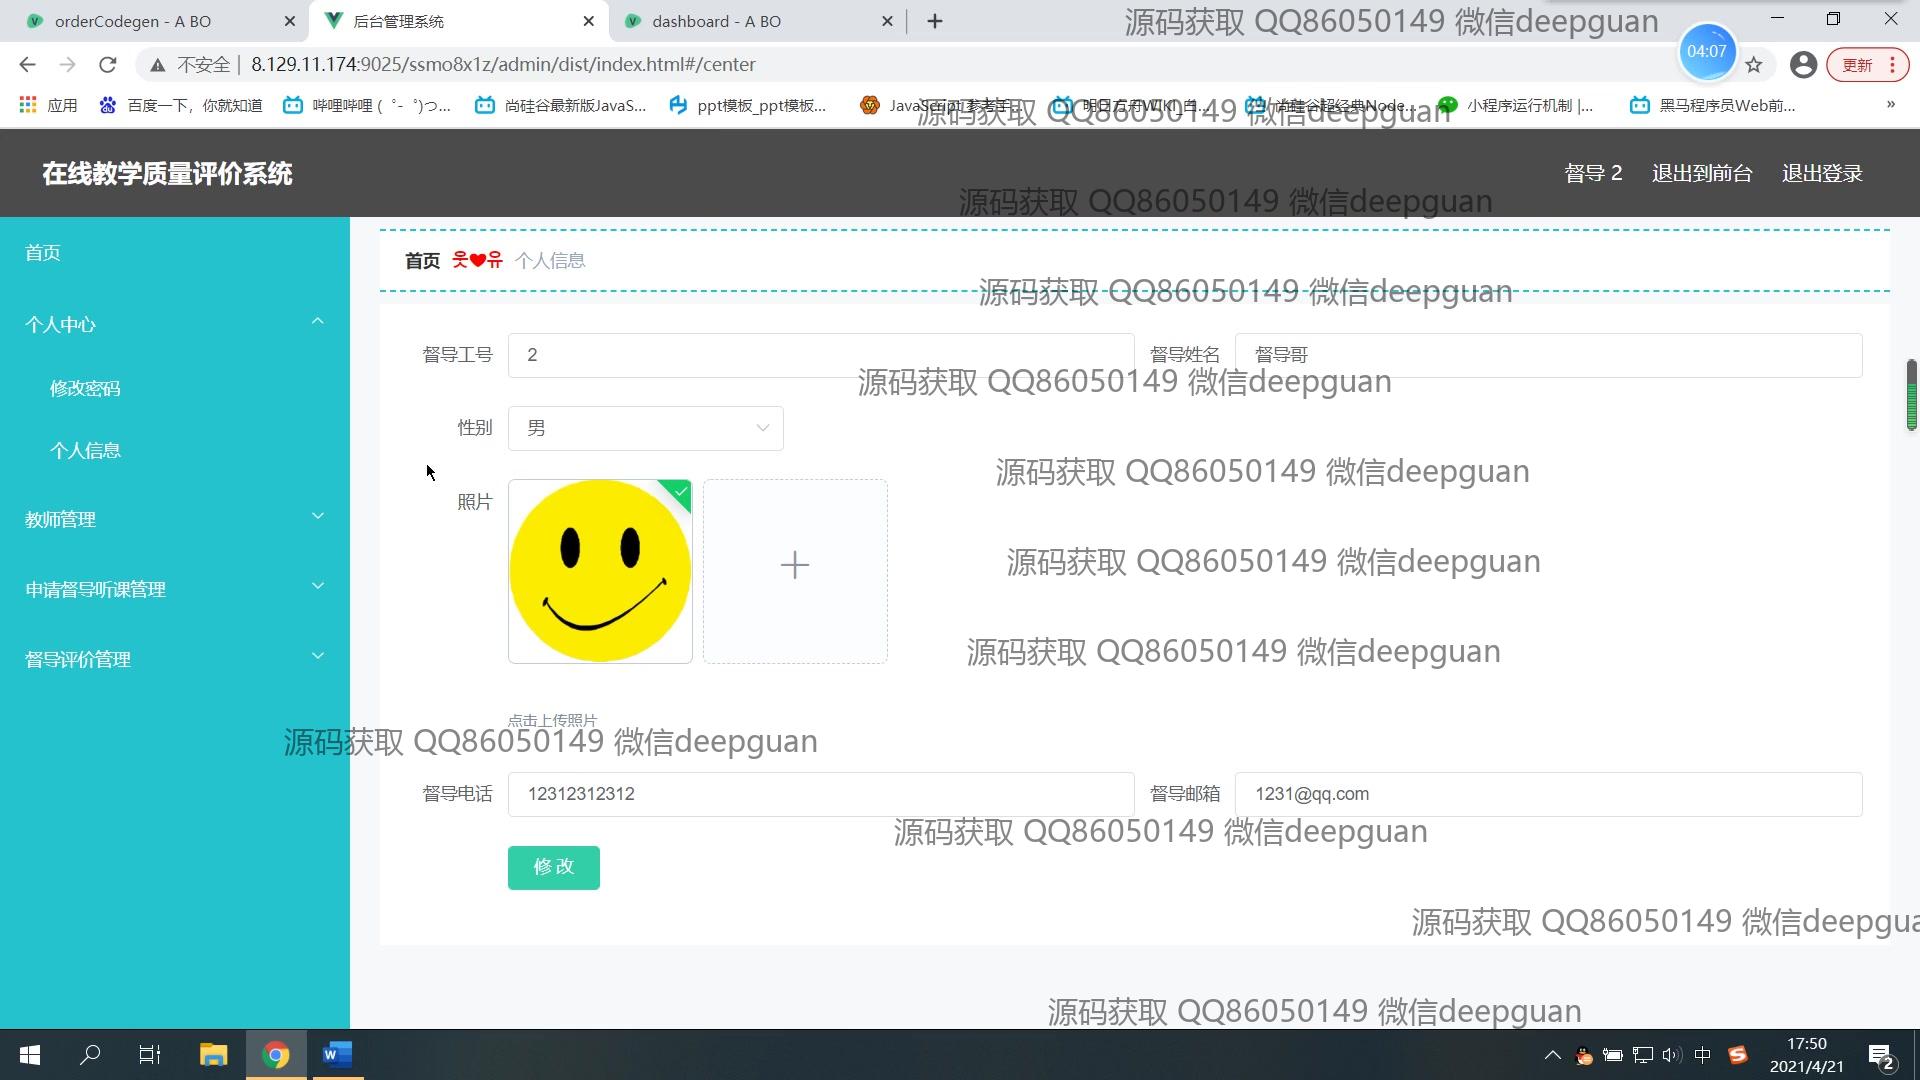 orderCodegen - A BO
后台管理系统
dashboard - A BO
源码获取 QQ86050149 微信deepguan
04:07
不安全
8.129.11.174:9025/ssmo8x1z/admin/dist/index.html#/center
更新
应用
百度一下，你就知道
哔哩哔哩 ( ゜- ゜)つ...
尚硅谷最新版JavaS...
ppt模板_ppt模板...
JavaScript 参考手...
明日方舟WIKI_白...
尚硅谷超经典Node...
小程序运行机制 |...
黑马程序员Web前...
»
源码获取 QQ86050149 微信deepguan
在线教学质量评价系统
督导 2
退出到前台
退出登录
源码获取 QQ86050149 微信deepguan
首页
个人中心
修改密码
个人信息
教师管理
申请督导听课管理
督导评价管理
首页 웃❤유 个人信息
源码获取 QQ86050149 微信deepguan
督导工号 2
督导姓名 督导哥
源码获取 QQ86050149 微信deepguan
性别 男
源码获取 QQ86050149 微信deepguan
照片
源码获取 QQ86050149 微信deepguan
源码获取 QQ86050149 微信deepguan
点击上传照片
源码获取 QQ86050149 微信deepguan
督导电话 12312312312
督导邮箱 1231@qq.com
源码获取 QQ86050149 微信deepguan
修改
源码获取 QQ86050149 微信deepgua
源码获取 QQ86050149 微信deepguan
中
17:50
2021/4/21
2